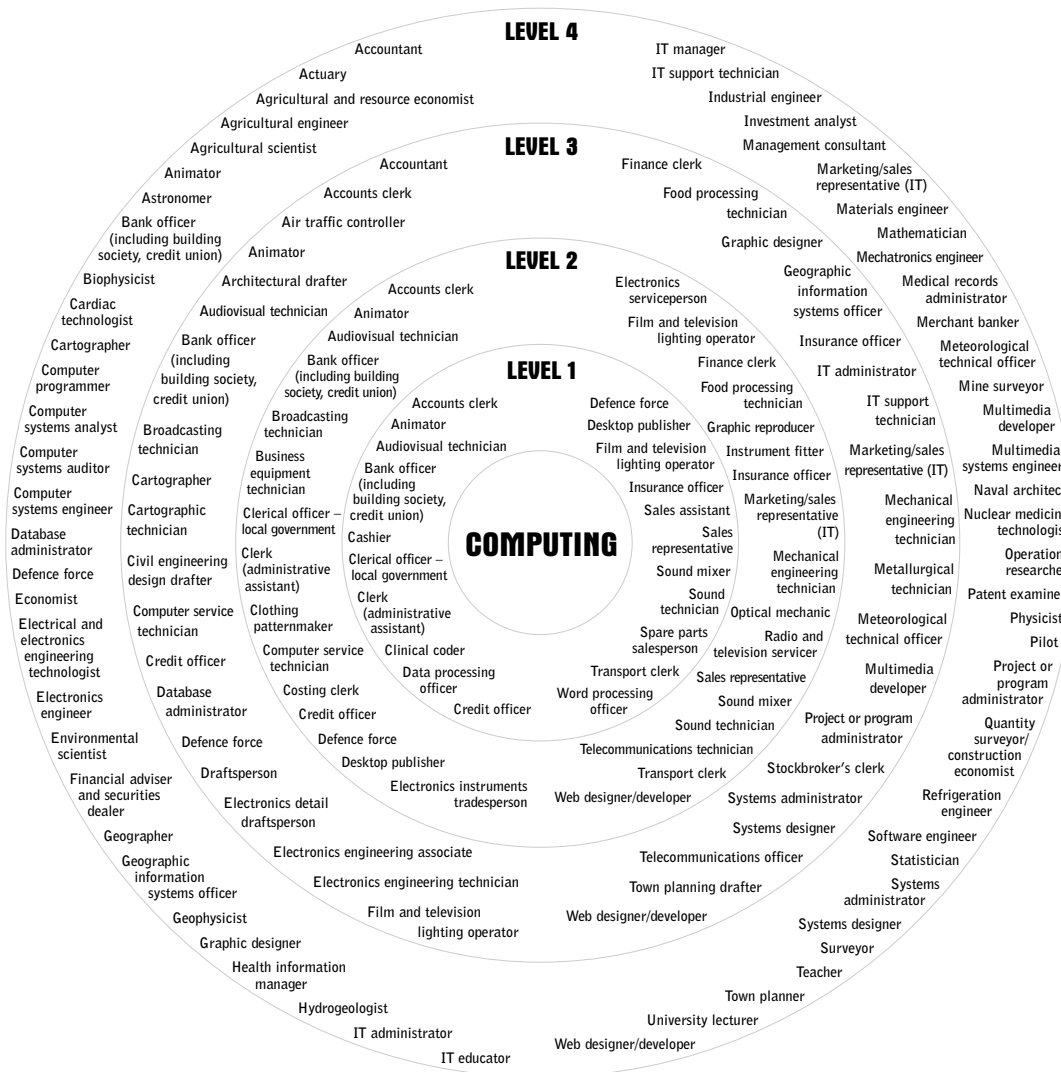 LEVEL 4
Accountant
Actuary
Agricultural and resource economist
Agricultural engineer
Agricultural scientist
Animator
Astronomer
Bank officer
(including building
society, credit union)
Biophysicist
Cardiac
technologist
Cartographer
Computer
programmer
Computer
systems analyst
Computer
systems auditor
Computer
systems engineer
Database
administrator
Defence force
Economist
Electrical and
electronics
engineering
technologist
Electronics
engineer
Environmental
scientist
Financial adviser
and securities
dealer
Geographer
Geographic
information
systems officer
Geophysicist
Graphic designer
Health information
manager
Hydrogeologist
IT administrator
IT educator
IT manager
IT support technician
Industrial engineer
Investment analyst
Management consultant
Marketing/sales
representative (IT)
Materials engineer
Mathematician
Mechatronics engineer
Medical records
administrator
Merchant banker
Meteorological
technical officer
Mine surveyor
Multimedia
developer
Multimedia
systems engineer
Naval architec
Nuclear medicin
technologis
Operation
researche
Patent examine
Physicist
Pilot
Project or
program
administrator
Quantity
surveyor/
construction
economist
Refrigeration
engineer
Software engineer
Statistician
Systems
administrator
Systems designer
Surveyor
Teacher
Town planner
University lecturer
Web designer/developer
LEVEL 3
Accountant
Accounts clerk
Air traffic controller
Animator
Architectural drafter
Audiovisual technician
Bank officer
(including
building society,
credit union)
Broadcasting
technician
Cartographer
Cartographic
technician
Civil engineering
design drafter
Computer service
technician
Credit officer
Database
administrator
Defence force
Draftsperson
Electronics detail
draftsperson
Electronics engineering associate
Electronics engineering technician
Film and television
lighting operator
Finance clerk
Food processing
technician
Graphic designer
Geographic
information
systems officer
Insurance officer
IT administrator
IT support
technician
Marketing/sales
representative (IT)
Mechanical
engineering
technician
Metallurgical
technician
Meteorological
technical officer
Multimedia
developer
Project or program
administrator
Stockbroker's clerk
Systems administrator
Systems designer
Telecommunications officer
Town planning drafter
Web designer/developer
LEVEL 2
Accounts clerk
Animator
Audiovisual technician
Bank officer
(including building
society, credit union)
Broadcasting
technician
Business
equipment
technician
Clerical officer –
local government
Clerk
(administrative
assistant)
Clothing
patternmaker
Computer service
technician
Costing clerk
Credit officer
Defence force
Desktop publisher
Electronics instruments
tradesperson
Electronics
serviceperson
Film and television
lighting operator
Finance clerk
Food processing
technician
Graphic reproducer
Instrument fitter
Insurance officer
Marketing/sales
representative
(IT)
Mechanical
engineering
technician
Optical mechanic
Radio and
television servicer
Sales representative
Sound mixer
Sound technician
Telecommunications technician
Transport clerk
Web designer/developer
LEVEL 1
Accounts clerk
Animator
Audiovisual technician
Bank officer
(including
building society,
credit union)
Cashier
Clerical officer –
local government
Clerk
(administrative
assistant)
Clinical coder
Data processing
officer
Credit officer
Defence force
Desktop publisher
Film and television
lighting operator
Insurance officer
Sales assistant
Sales
representative
Sound mixer
Sound
technician
Spare parts
salesperson
Transport clerk
Word processing
officer
COMPUTING